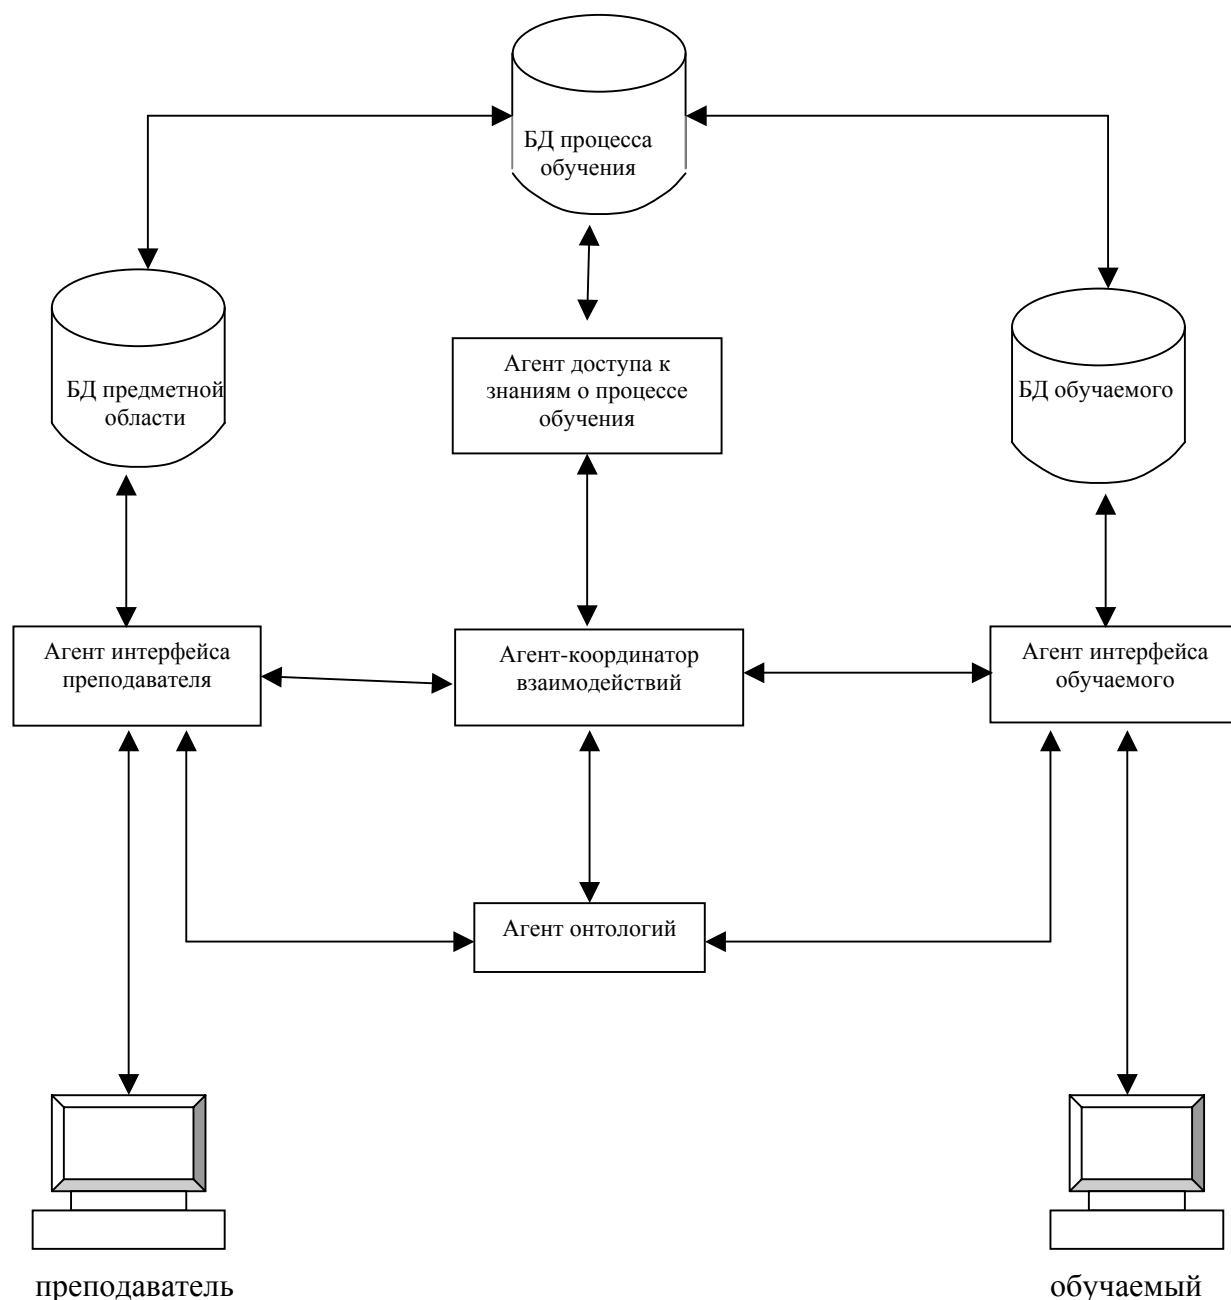 БД процесса
обучения
БД предметной
области
Агент доступа к
знаниям о процессе
обучения
БД обучаемого
Агент интерфейса
преподавателя
Агент-координатор
взаимодействий
Агент интерфейса
обучаемого
Агент онтологий
преподаватель
обучаемый